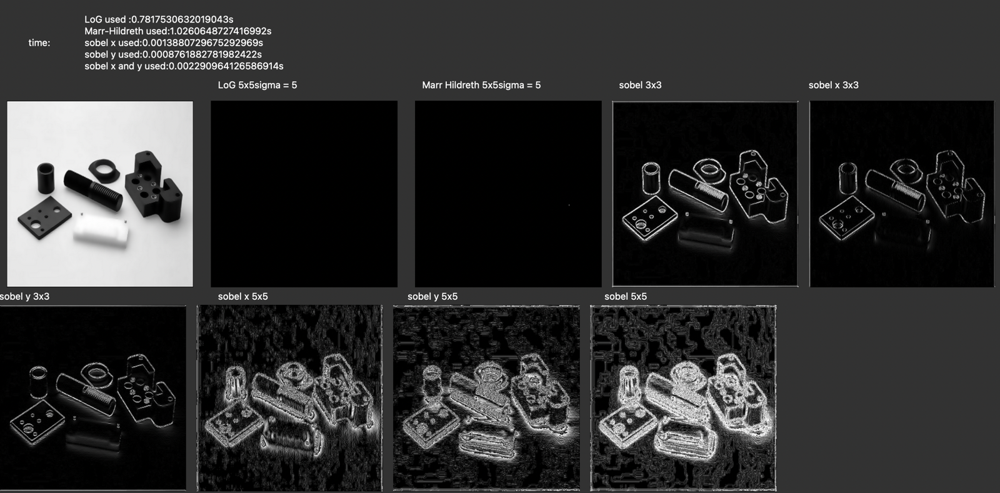 LoG used :0.7817530632019043s
Marr-Hildreth used:1.0260648727416992s
time:
sobel x used:0.0013880729675292969s
sobel y used:0.0008761882781982422s
sobel x and y used:0.002290964126586914s
LoG 5x5sigma = 5
Marr Hildreth 5x5sigma = 5
sobel 3x3
sobel x 3x3
sobel y 3x3
sobel x 5x5
sobel y 5x5
sobel 5x5